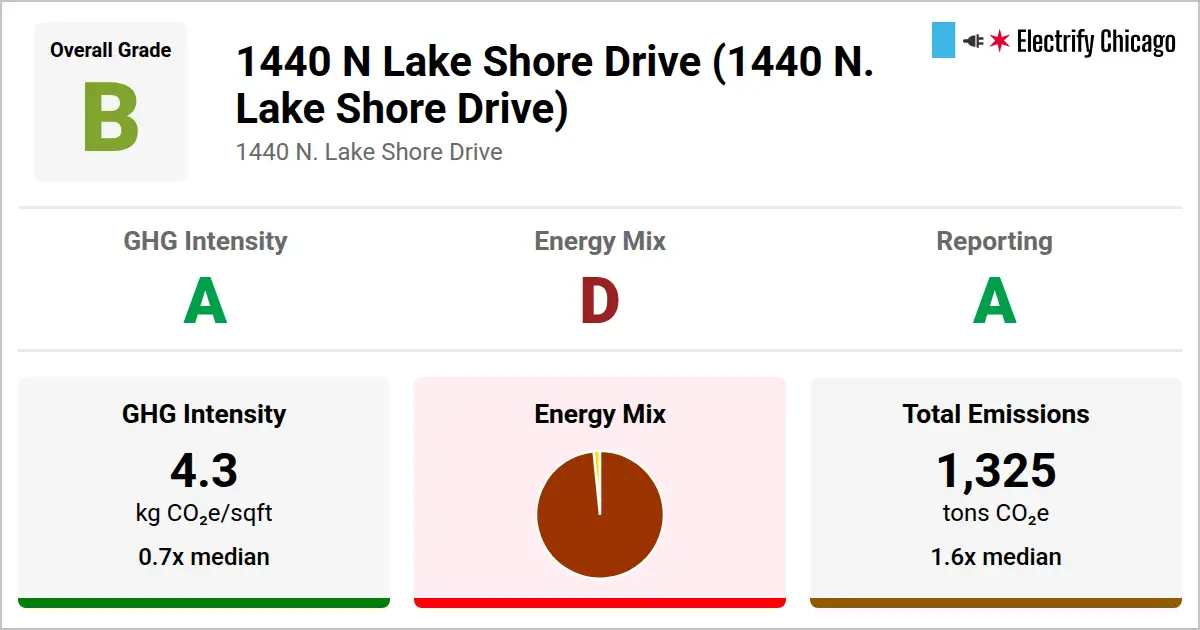 Overall Grade
B
1440 N Lake Shore Drive (1440 N.
Lake Shore Drive)
1440 N. Lake Shore Drive
Electrify Chicago
GHG Intensity
A
Energy Mix
D
Reporting
A
GHG Intensity
4.3
kg CO₂e/sqft
0.7x median
Energy Mix
Total Emissions
1,325
tons CO₂e
1.6x median